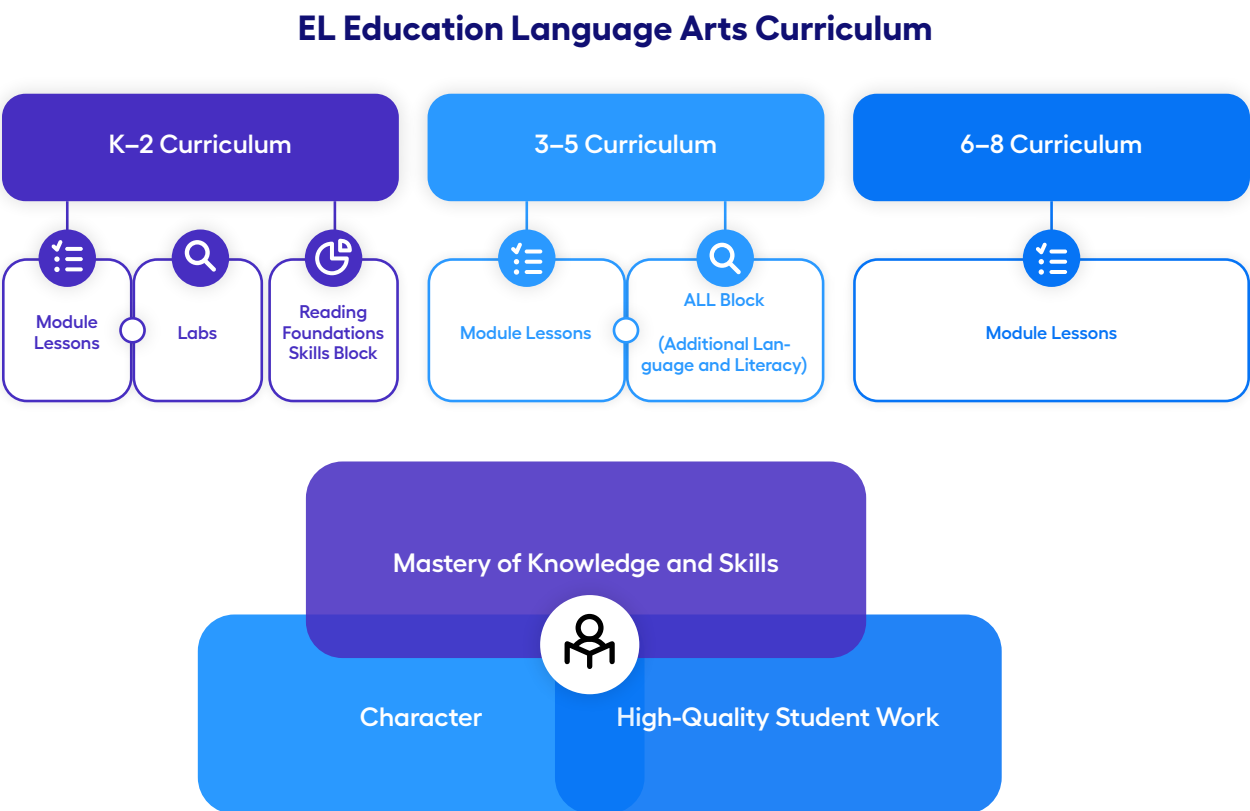 EL Education Language Arts Curriculum
K–2 Curriculum
3–5 Curriculum
6–8 Curriculum
Module
Lessons
Labs
Reading
Foundations
Skills Block
Module Lessons
ALL Block
(Additional Lan-
guage and Literacy)
Module Lessons
Mastery of Knowledge and Skills
Character
High-Quality Student Work